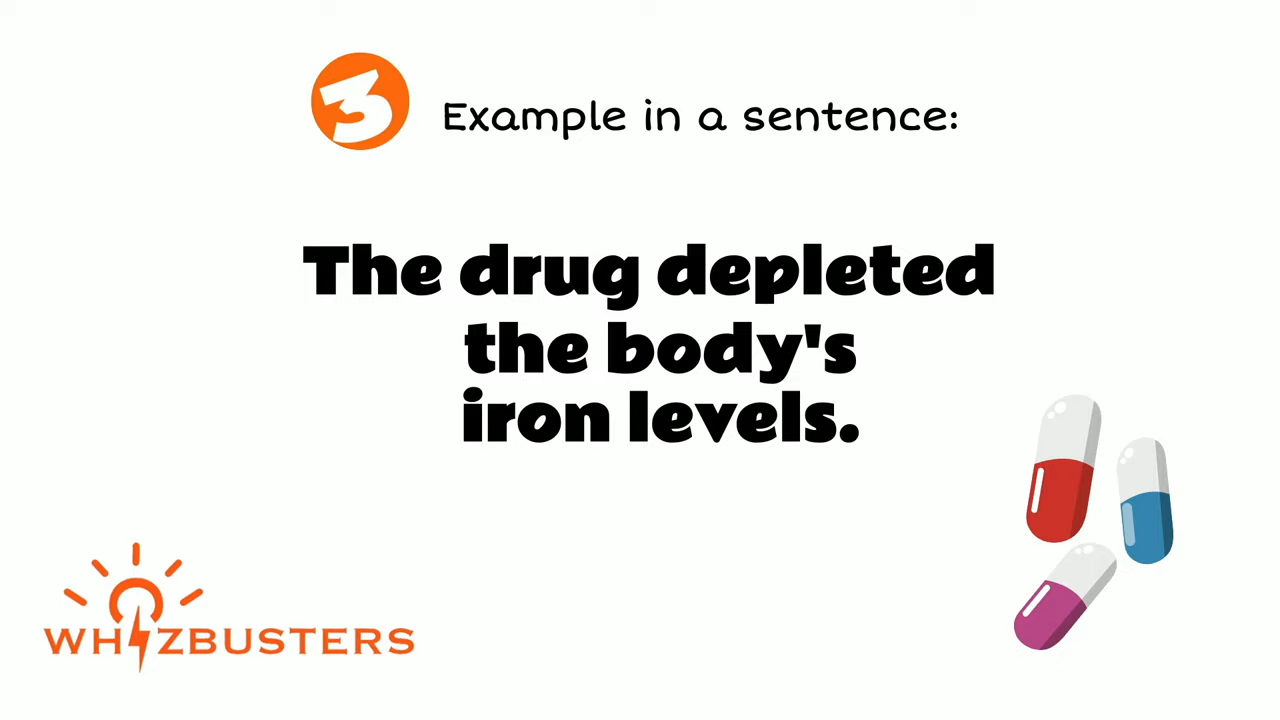 3 Example in a sentence:
The drug depleted
the body's
iron levels.
WHIZBUSTERS